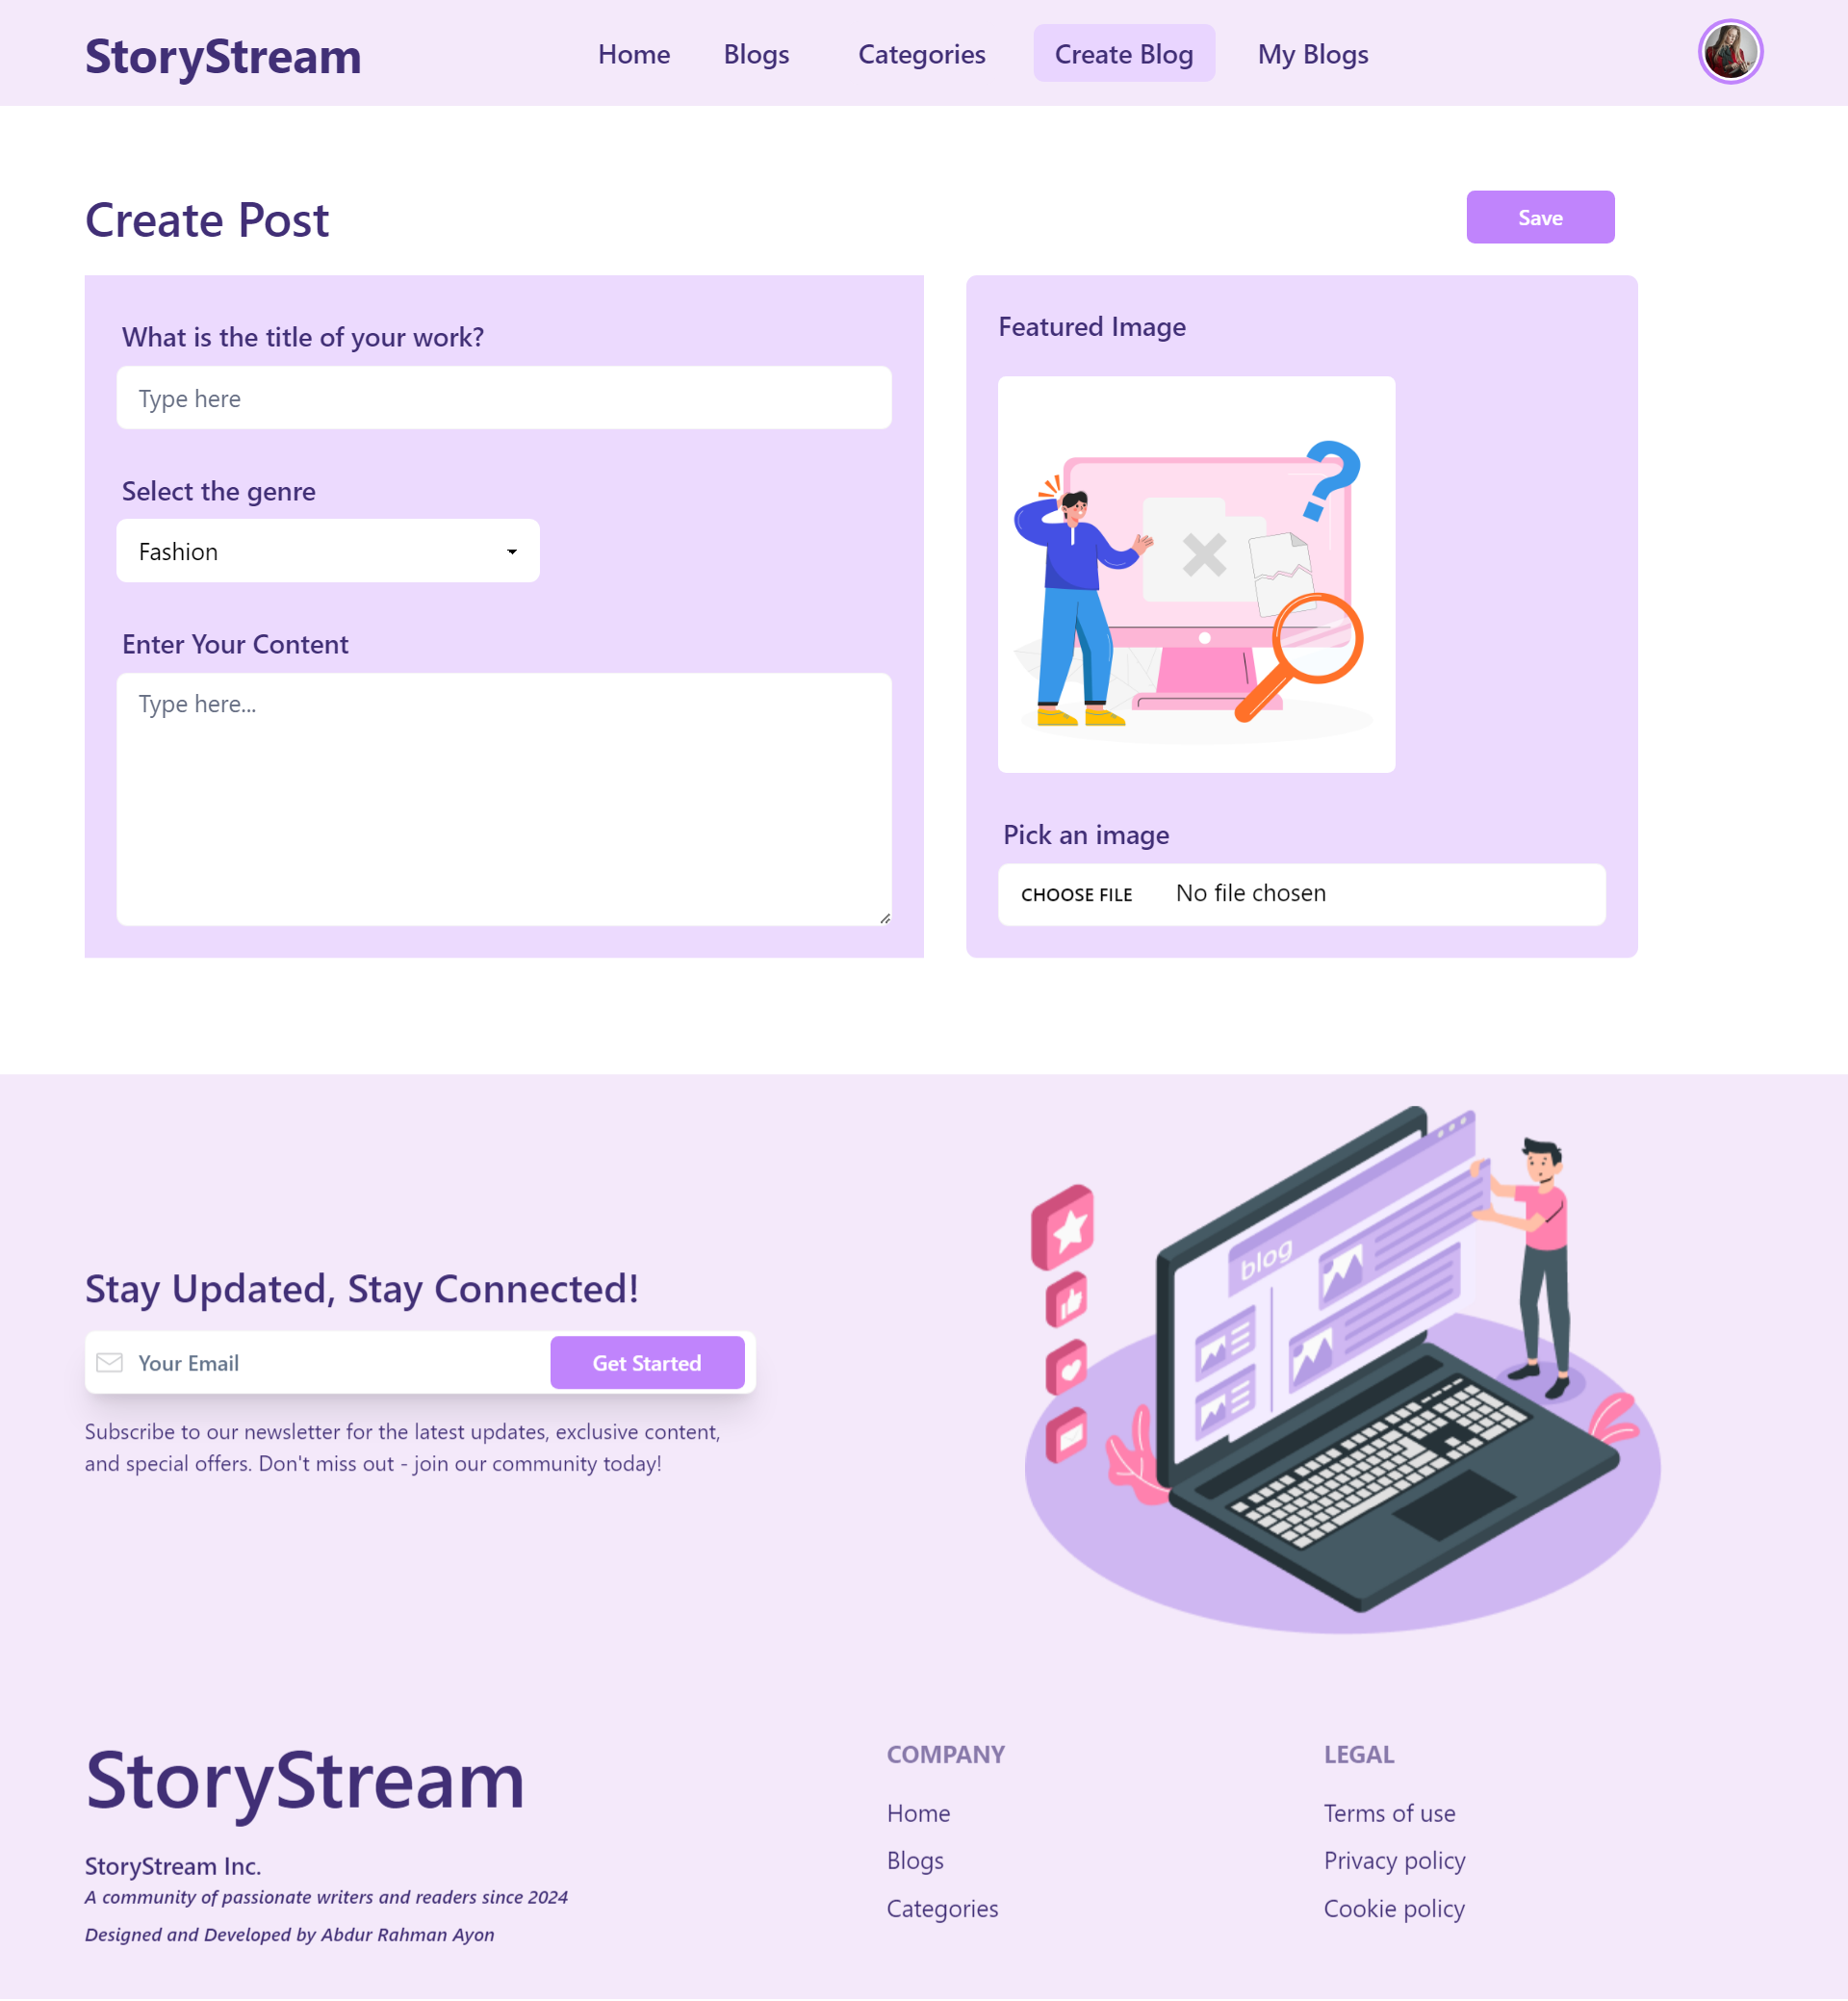 StoryStream
Home
Blogs
Categories
Create Blog
My Blogs
Create Post
Save
What is the title of your work?
Type here
Select the genre
Fashion
Enter Your Content
Type here...
Featured Image
?
Pick an image
CHOOSE FILE No file chosen
blog
Stay Updated, Stay Connected!
Your Email
Get Started
Subscribe to our newsletter for the latest updates, exclusive content,
and special offers. Don't miss out - join our community today!
StoryStream
StoryStream Inc.
A community of passionate writers and readers since 2024
Designed and Developed by Abdur Rahman Ayon
COMPANY
Home
Blogs
Categories
LEGAL
Terms of use
Privacy policy
Cookie policy